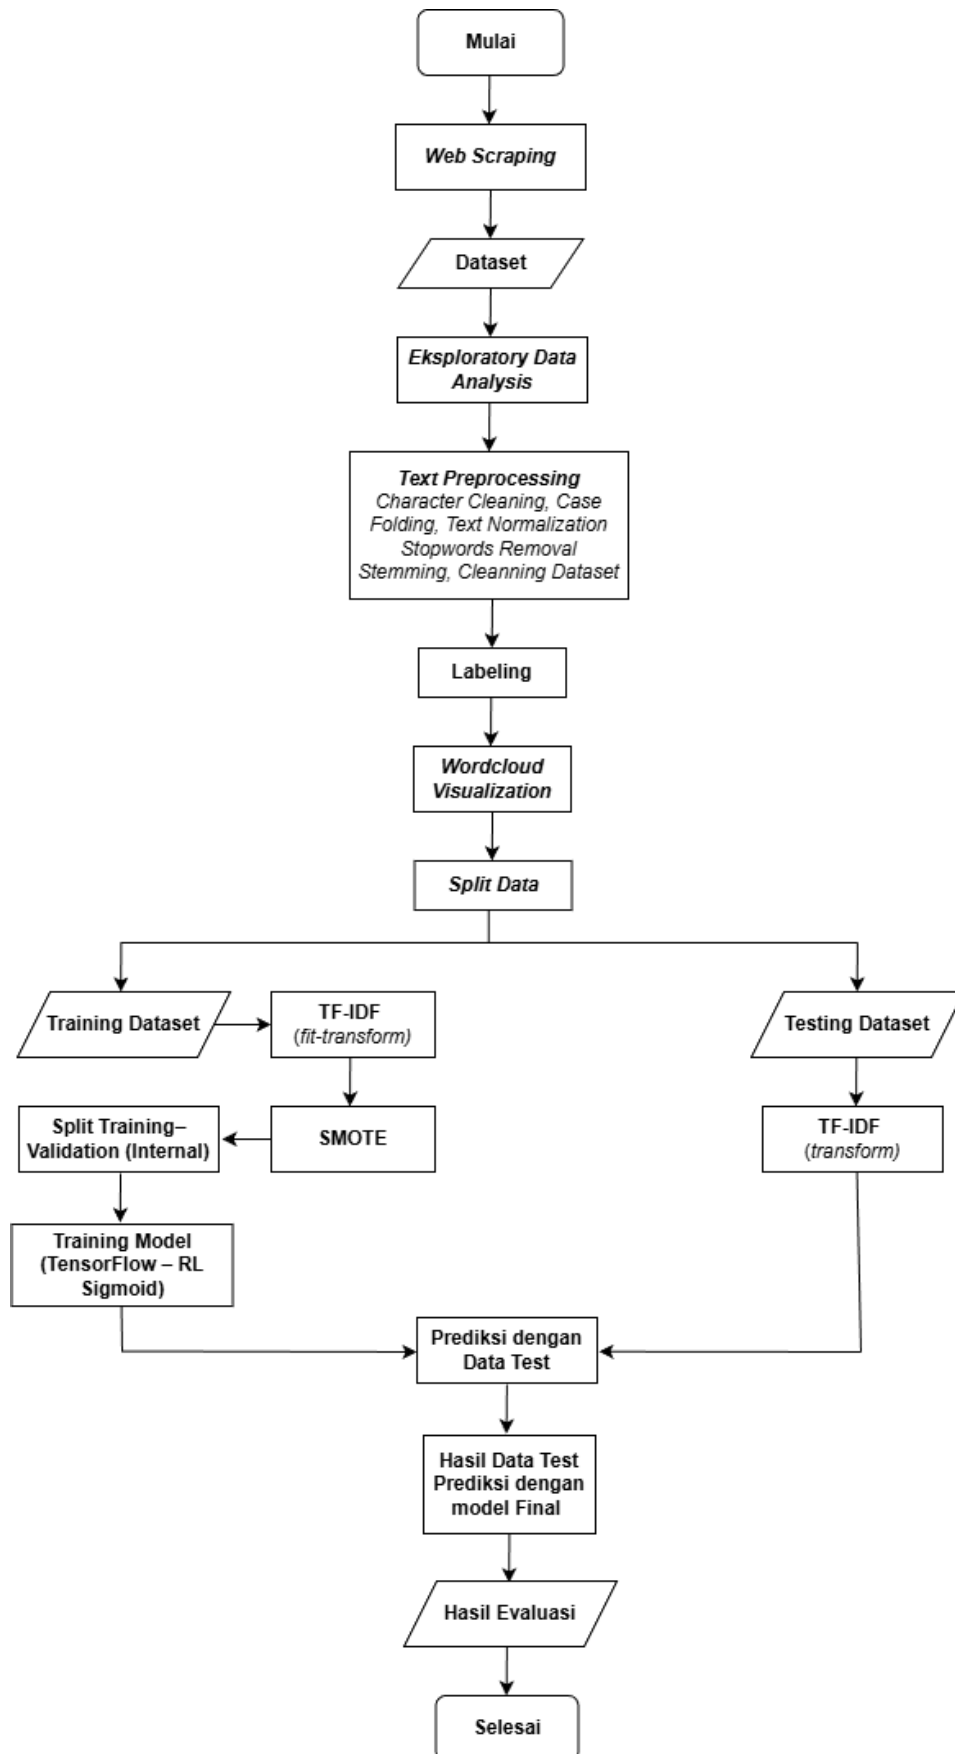 Mulai
Web Scraping
Dataset
Eksploratory Data
Analysis
Text Preprocessing
Character Cleaning, Case
Folding, Text Normalization
Stopwords Removal
Stemming, Cleanning Dataset
Labeling
Wordcloud
Visualization
Split Data
Training Dataset
TF-IDF
(fit-transform)
Testing Dataset
Split Training–
Validation (Internal)
SMOTE
TF-IDF
(transform)
Training Model
(TensorFlow – RL
Sigmoid)
Prediksi dengan
Data Test
Hasil Data Test
Prediksi dengan
model Final
Hasil Evaluasi
Selesai